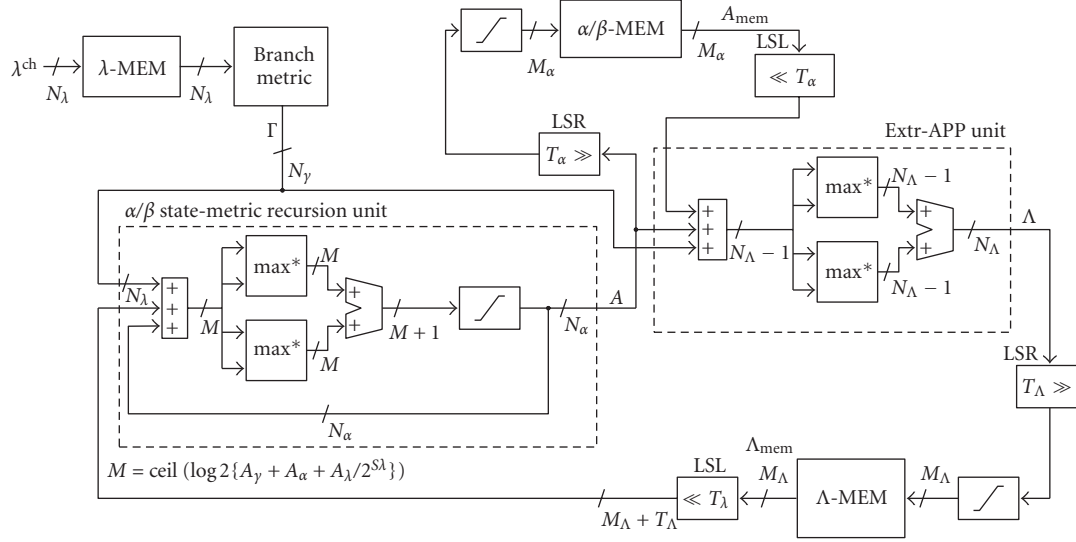 λ^ch
N_λ
λ-MEM
N_λ
Branch
metric
Γ
N_γ
M_α
α/β-MEM
M_α
A_mem
LSL
≪ T_α
LSR
T_α ≫
Extr-APP unit
+
+
+
N_Λ − 1
max*
N_Λ − 1
max*
N_Λ − 1
+
+
N_Λ
Λ
α/β state-metric recursion unit
N_λ
+
+
+
M
max*
M
max*
M
+
+
M + 1
N_α
A
N_α
LSR
T_Λ ≫
M_Λ
Λ-MEM
Λ_mem
M_Λ
LSL
≪ T_λ
M_Λ + T_Λ
M = ceil (log 2{A_γ + A_α + A_λ/2^Sλ})